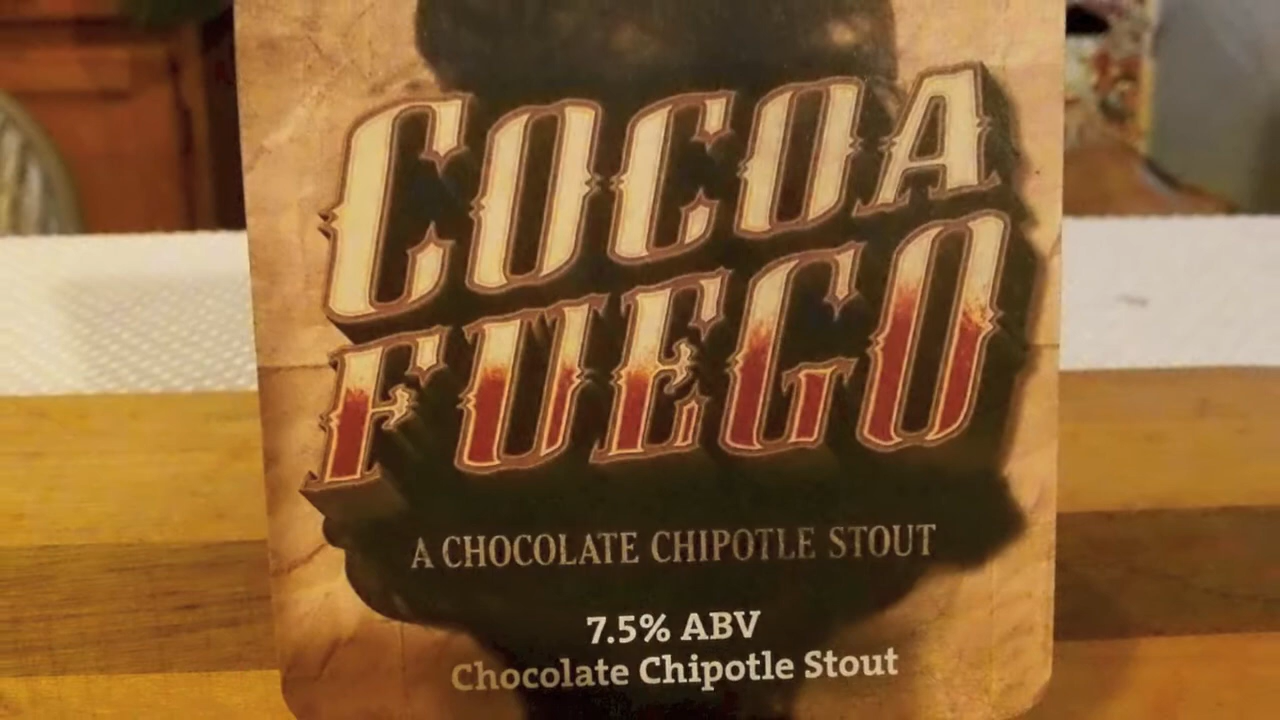 COCOA
FUEGO
A CHOCOLATE CHIPOTLE STOUT
7.5% ABV
Chocolate Chipotle Stout